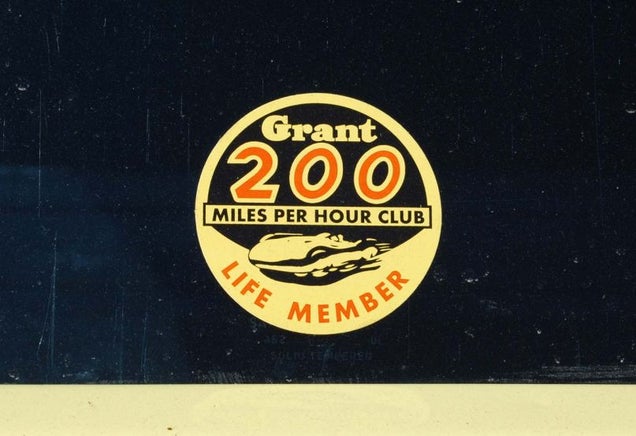 Grant
200
MILES PER HOUR CLUB
LIFE MEMBER